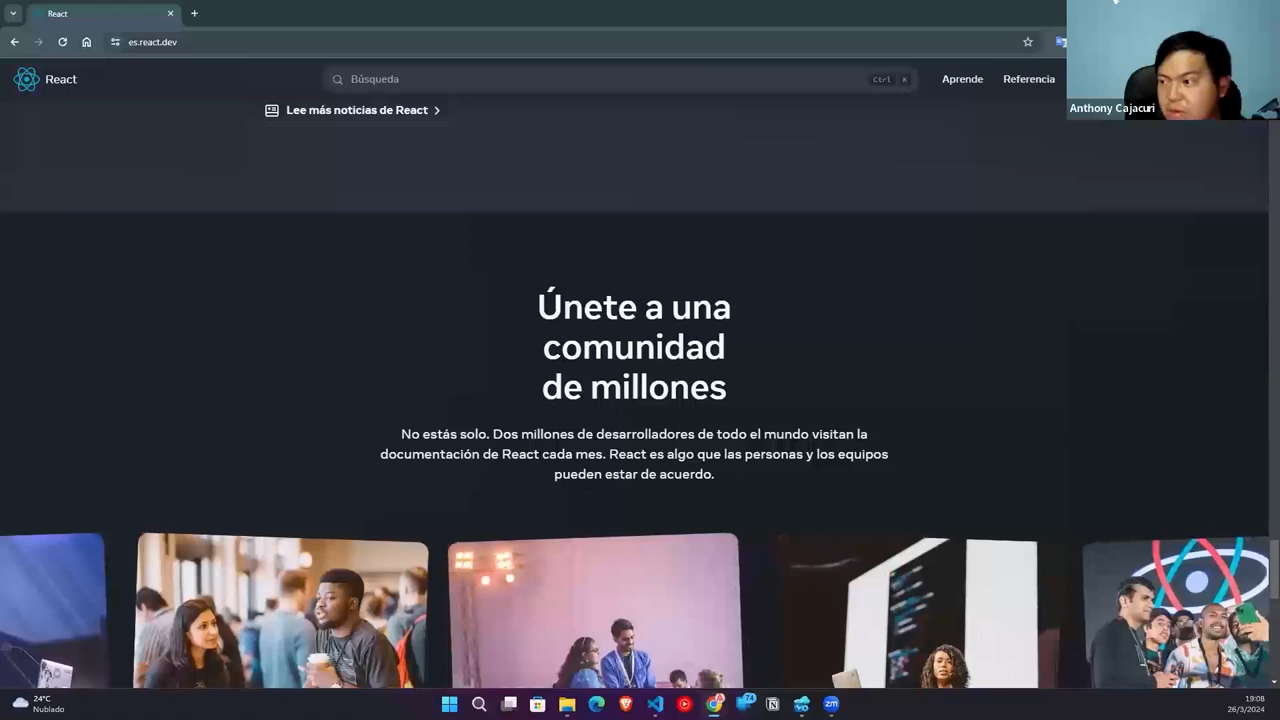 React
es.react.dev
React
Búsqueda
Ctrl K
Aprende
Referencia
Anthony Cajacuri
Lee más noticias de React
Únete a una
comunidad
de millones
No estás solo. Dos millones de desarrolladores de todo el mundo visitan la
documentación de React cada mes. React es algo que las personas y los equipos
pueden estar de acuerdo.
24°C
Nublado
74
zm
19:08
26/3/2024